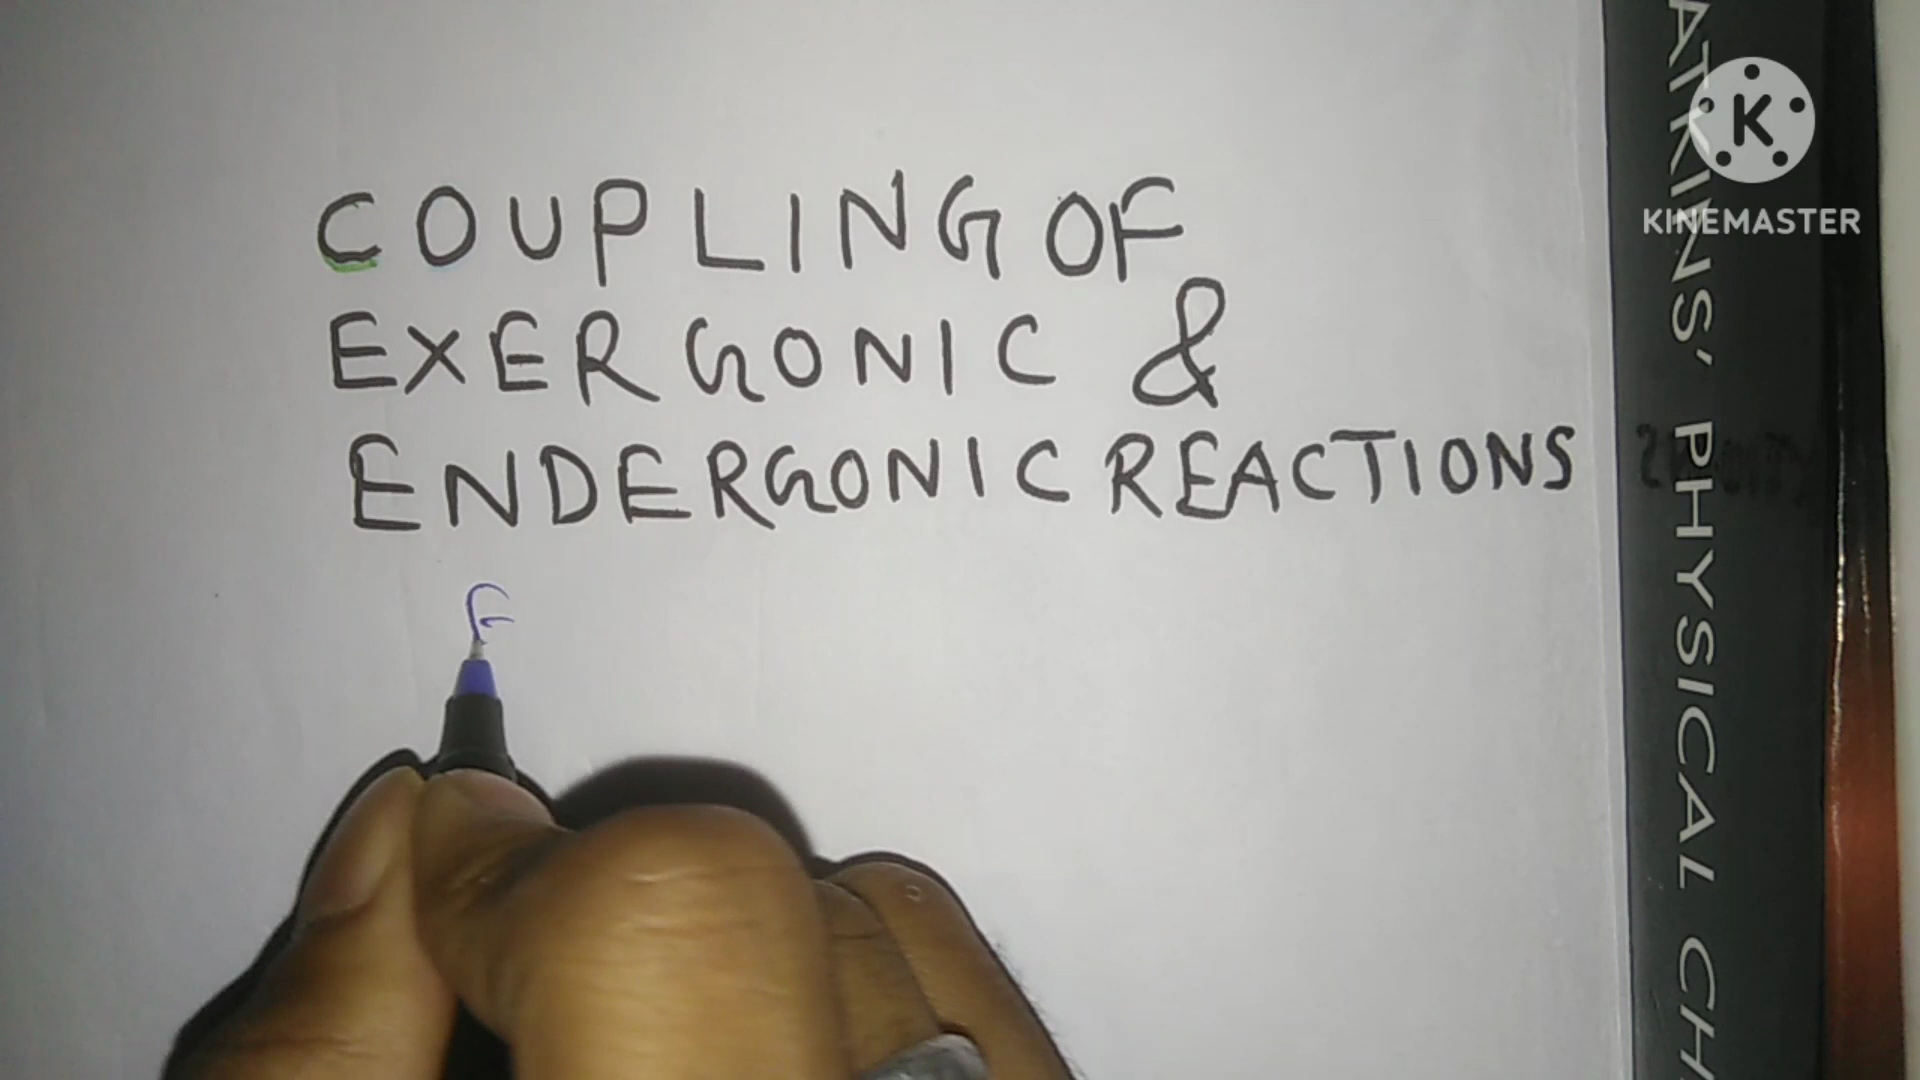 COUPLING OF
EXERGONIC &
ENDERGONIC REACTIONS
F
ATKINS' PHYSICAL CH
K
KINEMASTER